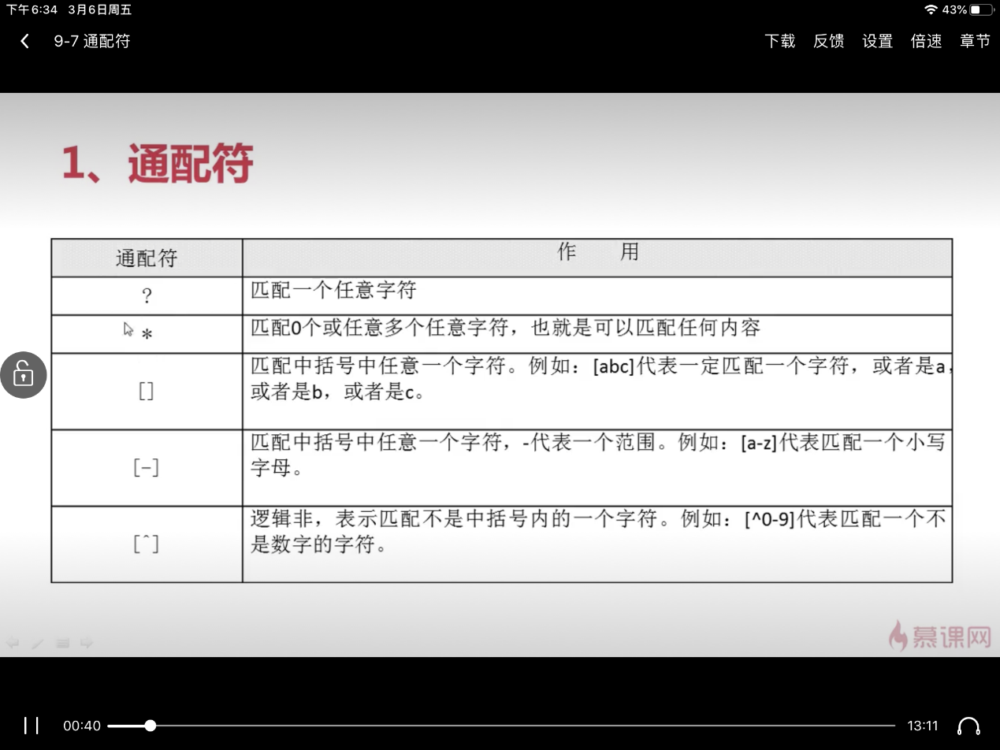 下午6:34 3月6日周五 43%
9-7 通配符 下载 反馈 设置 倍速 章节
1、通配符
通配符 作 用
? 匹配一个任意字符
* 匹配0个或任意多个任意字符，也就是可以匹配任何内容
[] 匹配中括号中任意一个字符。例如：[abc]代表一定匹配一个字符，或者是a，
或者是b，或者是c。
[-] 匹配中括号中任意一个字符，-代表一个范围。例如：[a-z]代表匹配一个小写
字母。
[^] 逻辑非，表示匹配不是中括号内的一个字符。例如：[^0-9]代表匹配一个不
是数字的字符。
慕课网
00:40 13:11